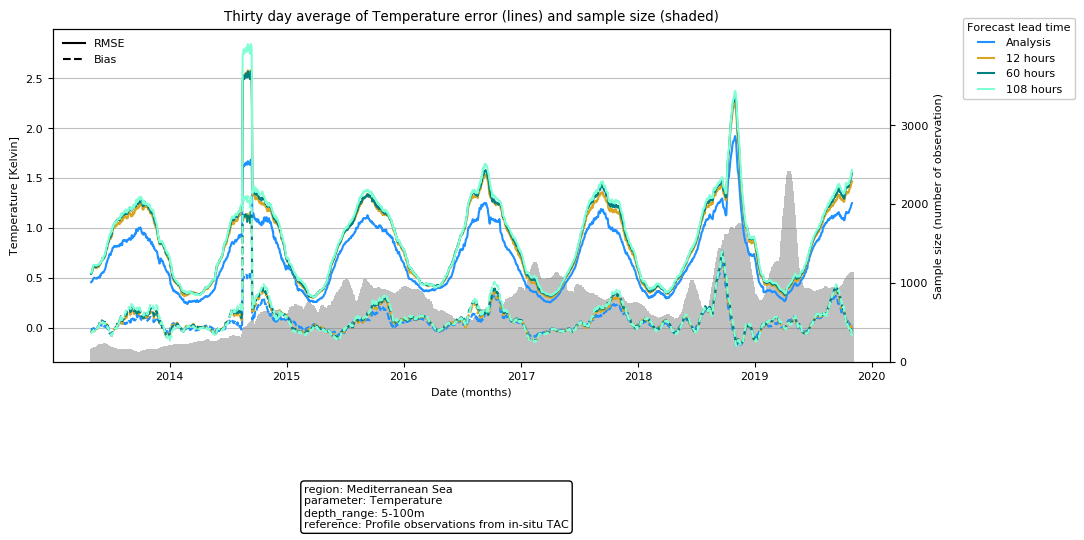 Thirty day average of Temperature error (lines) and sample size (shaded)
RMSE
Bias
Forecast lead time
Analysis
12 hours
60 hours
108 hours
Temperature [Kelvin]
2.5
2.0
1.5
1.0
0.5
0.0
Sample size (number of observation)
3000
2000
1000
0
2014 2015 2016 2017 2018 2019 2020
Date (months)
region: Mediterranean Sea
parameter: Temperature
depth_range: 5-100m
reference: Profile observations from in-situ TAC